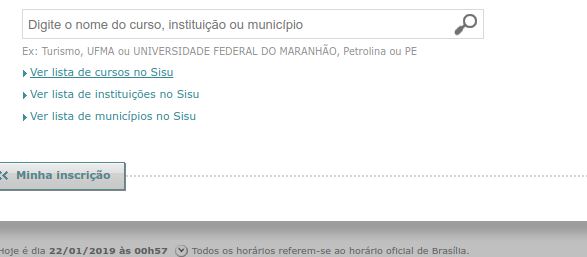 Digite o nome do curso, instituição ou município
Ex: Turismo, UFMA ou UNIVERSIDADE FEDERAL DO MARANHÃO, Petrolina ou PE
Ver lista de cursos no Sisu
Ver lista de instituições no Sisu
Ver lista de municípios no Sisu
Minha inscrição
Hoje é dia 22/01/2019 às 00h57 Todos os horários referem-se ao horário oficial de Brasília.